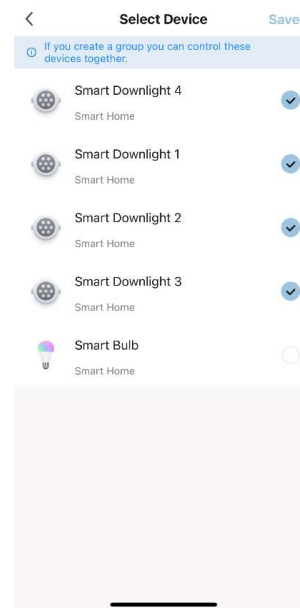 Select Device
Save
If you create a group you can control these
devices together.
Smart Downlight 4
Smart Home
Smart Downlight 1
Smart Home
Smart Downlight 2
Smart Home
Smart Downlight 3
Smart Home
Smart Bulb
Smart Home